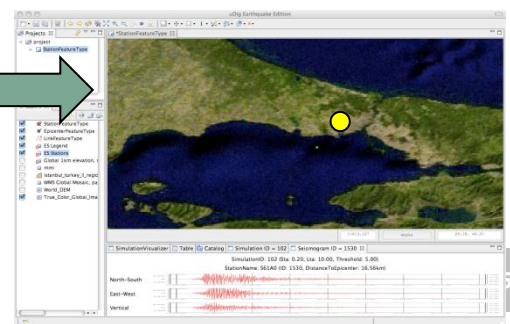 uDig Earthquake Edition
Projects
project
StationFeatureType
*StationFeatureType
StationFeatureType
EpicenterFeatureType
LinkFeatureType
ES Legend
ES Stations
Global 1km elevation,
mmi
WMS Global Mosaic, pa
World_DEM
True_Color_Global_Ima
SimulationVisualizer Table Catalog Simulation ID = 102 Seismogram ID = 1530
SimulationID: 102 (Sta: 0.20, Lta: 10.00, Threshold: 5.00)
StationName: S61A0 (ID: 1530, DistanceToEpicenter: 16.56km)
North-South
East-West
Vertical